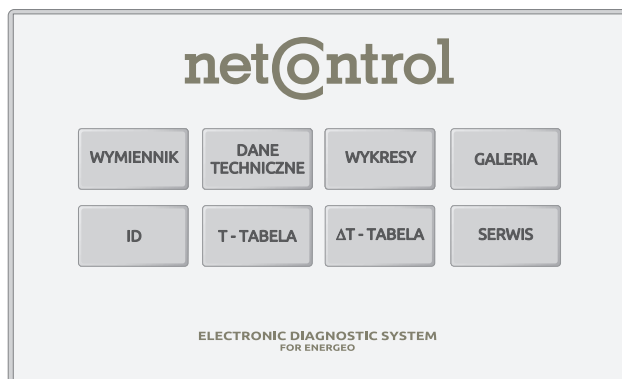 netControl
WYMIENNIK
DANE
TECHNICZNE
WYKRESY
GALERIA
ID
T - TABELA
ΔT - TABELA
SERWIS
ELECTRONIC DIAGNOSTIC SYSTEM
FOR ENERGEO